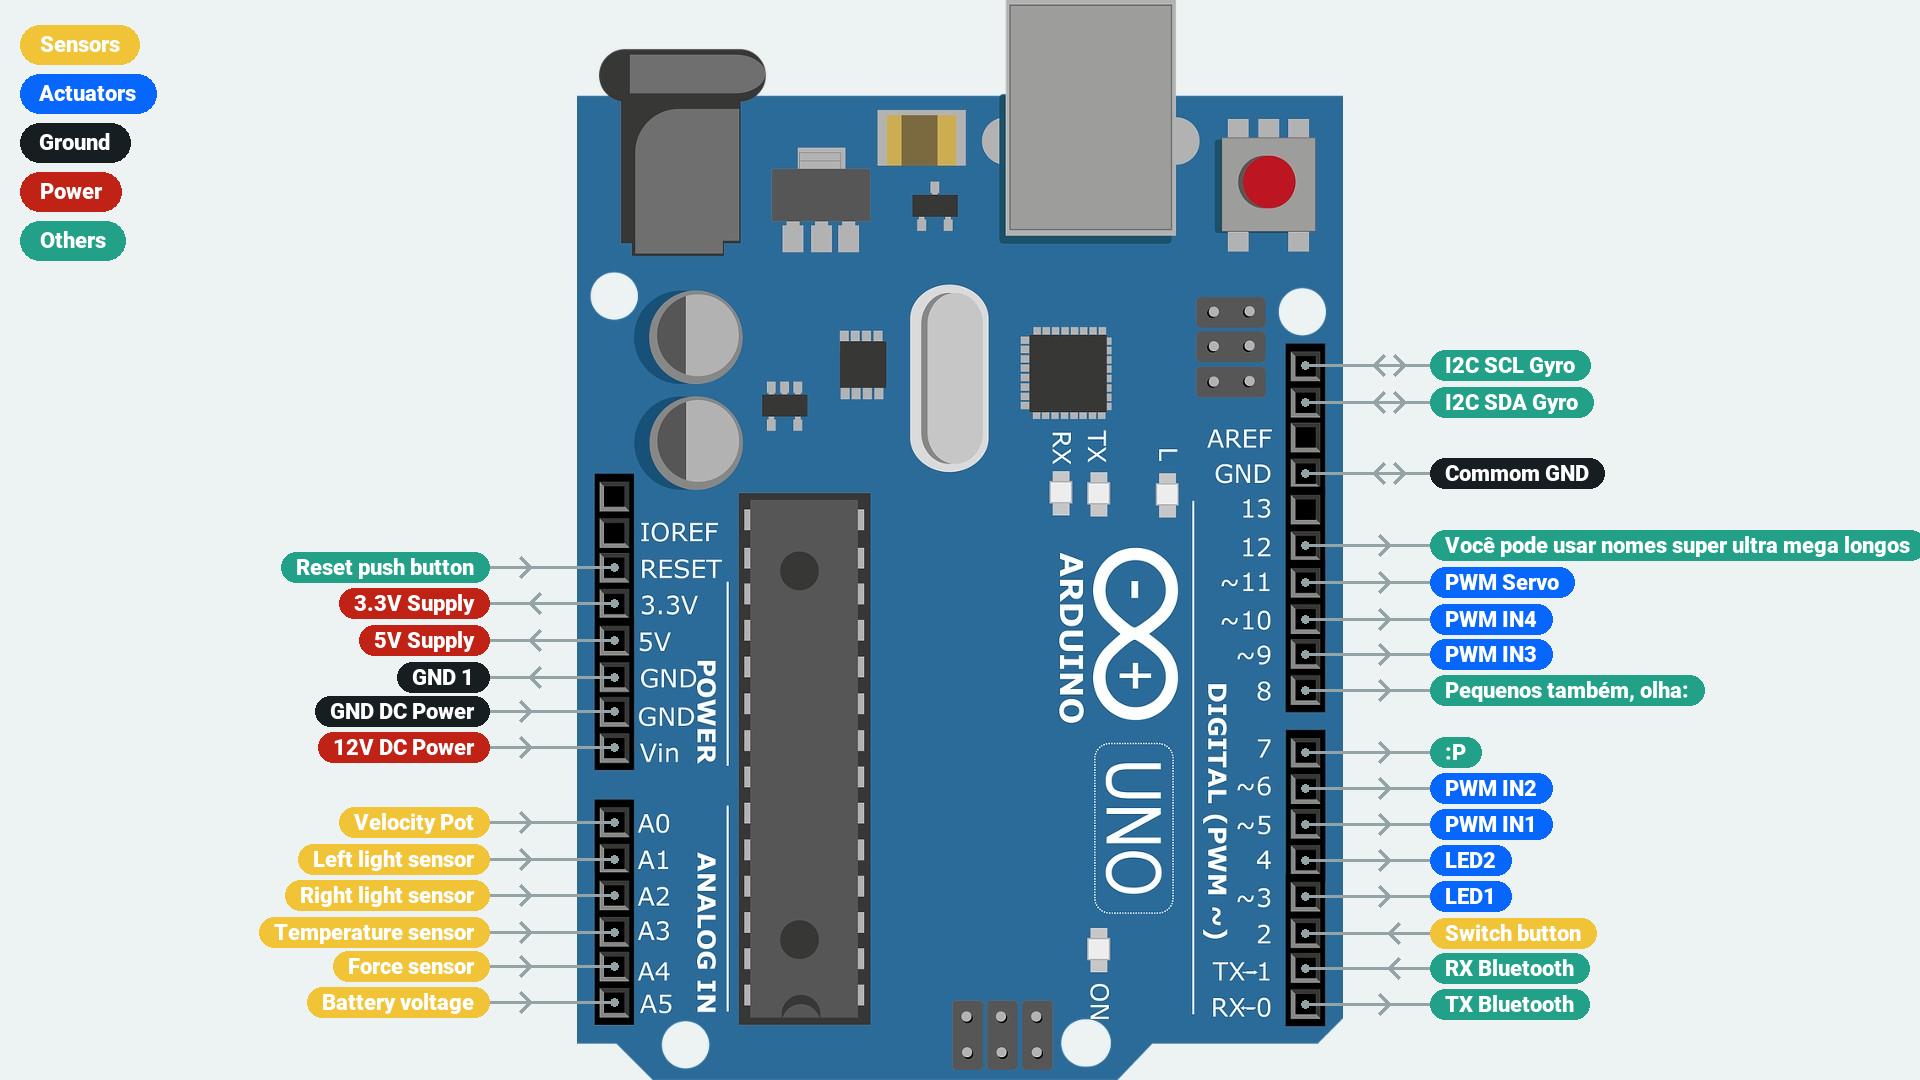 Sensors
Actuators
Ground
Power
Others
Reset push button
3.3V Supply
5V Supply
GND 1
GND DC Power
12V DC Power
Velocity Pot
Left light sensor
Right light sensor
Temperature sensor
Force sensor
Battery voltage
IOREF
RESET
3.3V
5V
GND
GND
Vin
POWER
A0
A1
A2
A3
A4
A5
ANALOG IN
RX
TX
L
ARDUINO
UNO
ON
DIGITAL (PWM ~)
AREF
GND
13
12
~11
~10
~9
8
7
~6
~5
4
~3
2
TX→1
RX←0
I2C SCL Gyro
I2C SDA Gyro
Commom GND
Você pode usar nomes super ultra mega longos
PWM Servo
PWM IN4
PWM IN3
Pequenos também, olha:
:P
PWM IN2
PWM IN1
LED2
LED1
Switch button
RX Bluetooth
TX Bluetooth